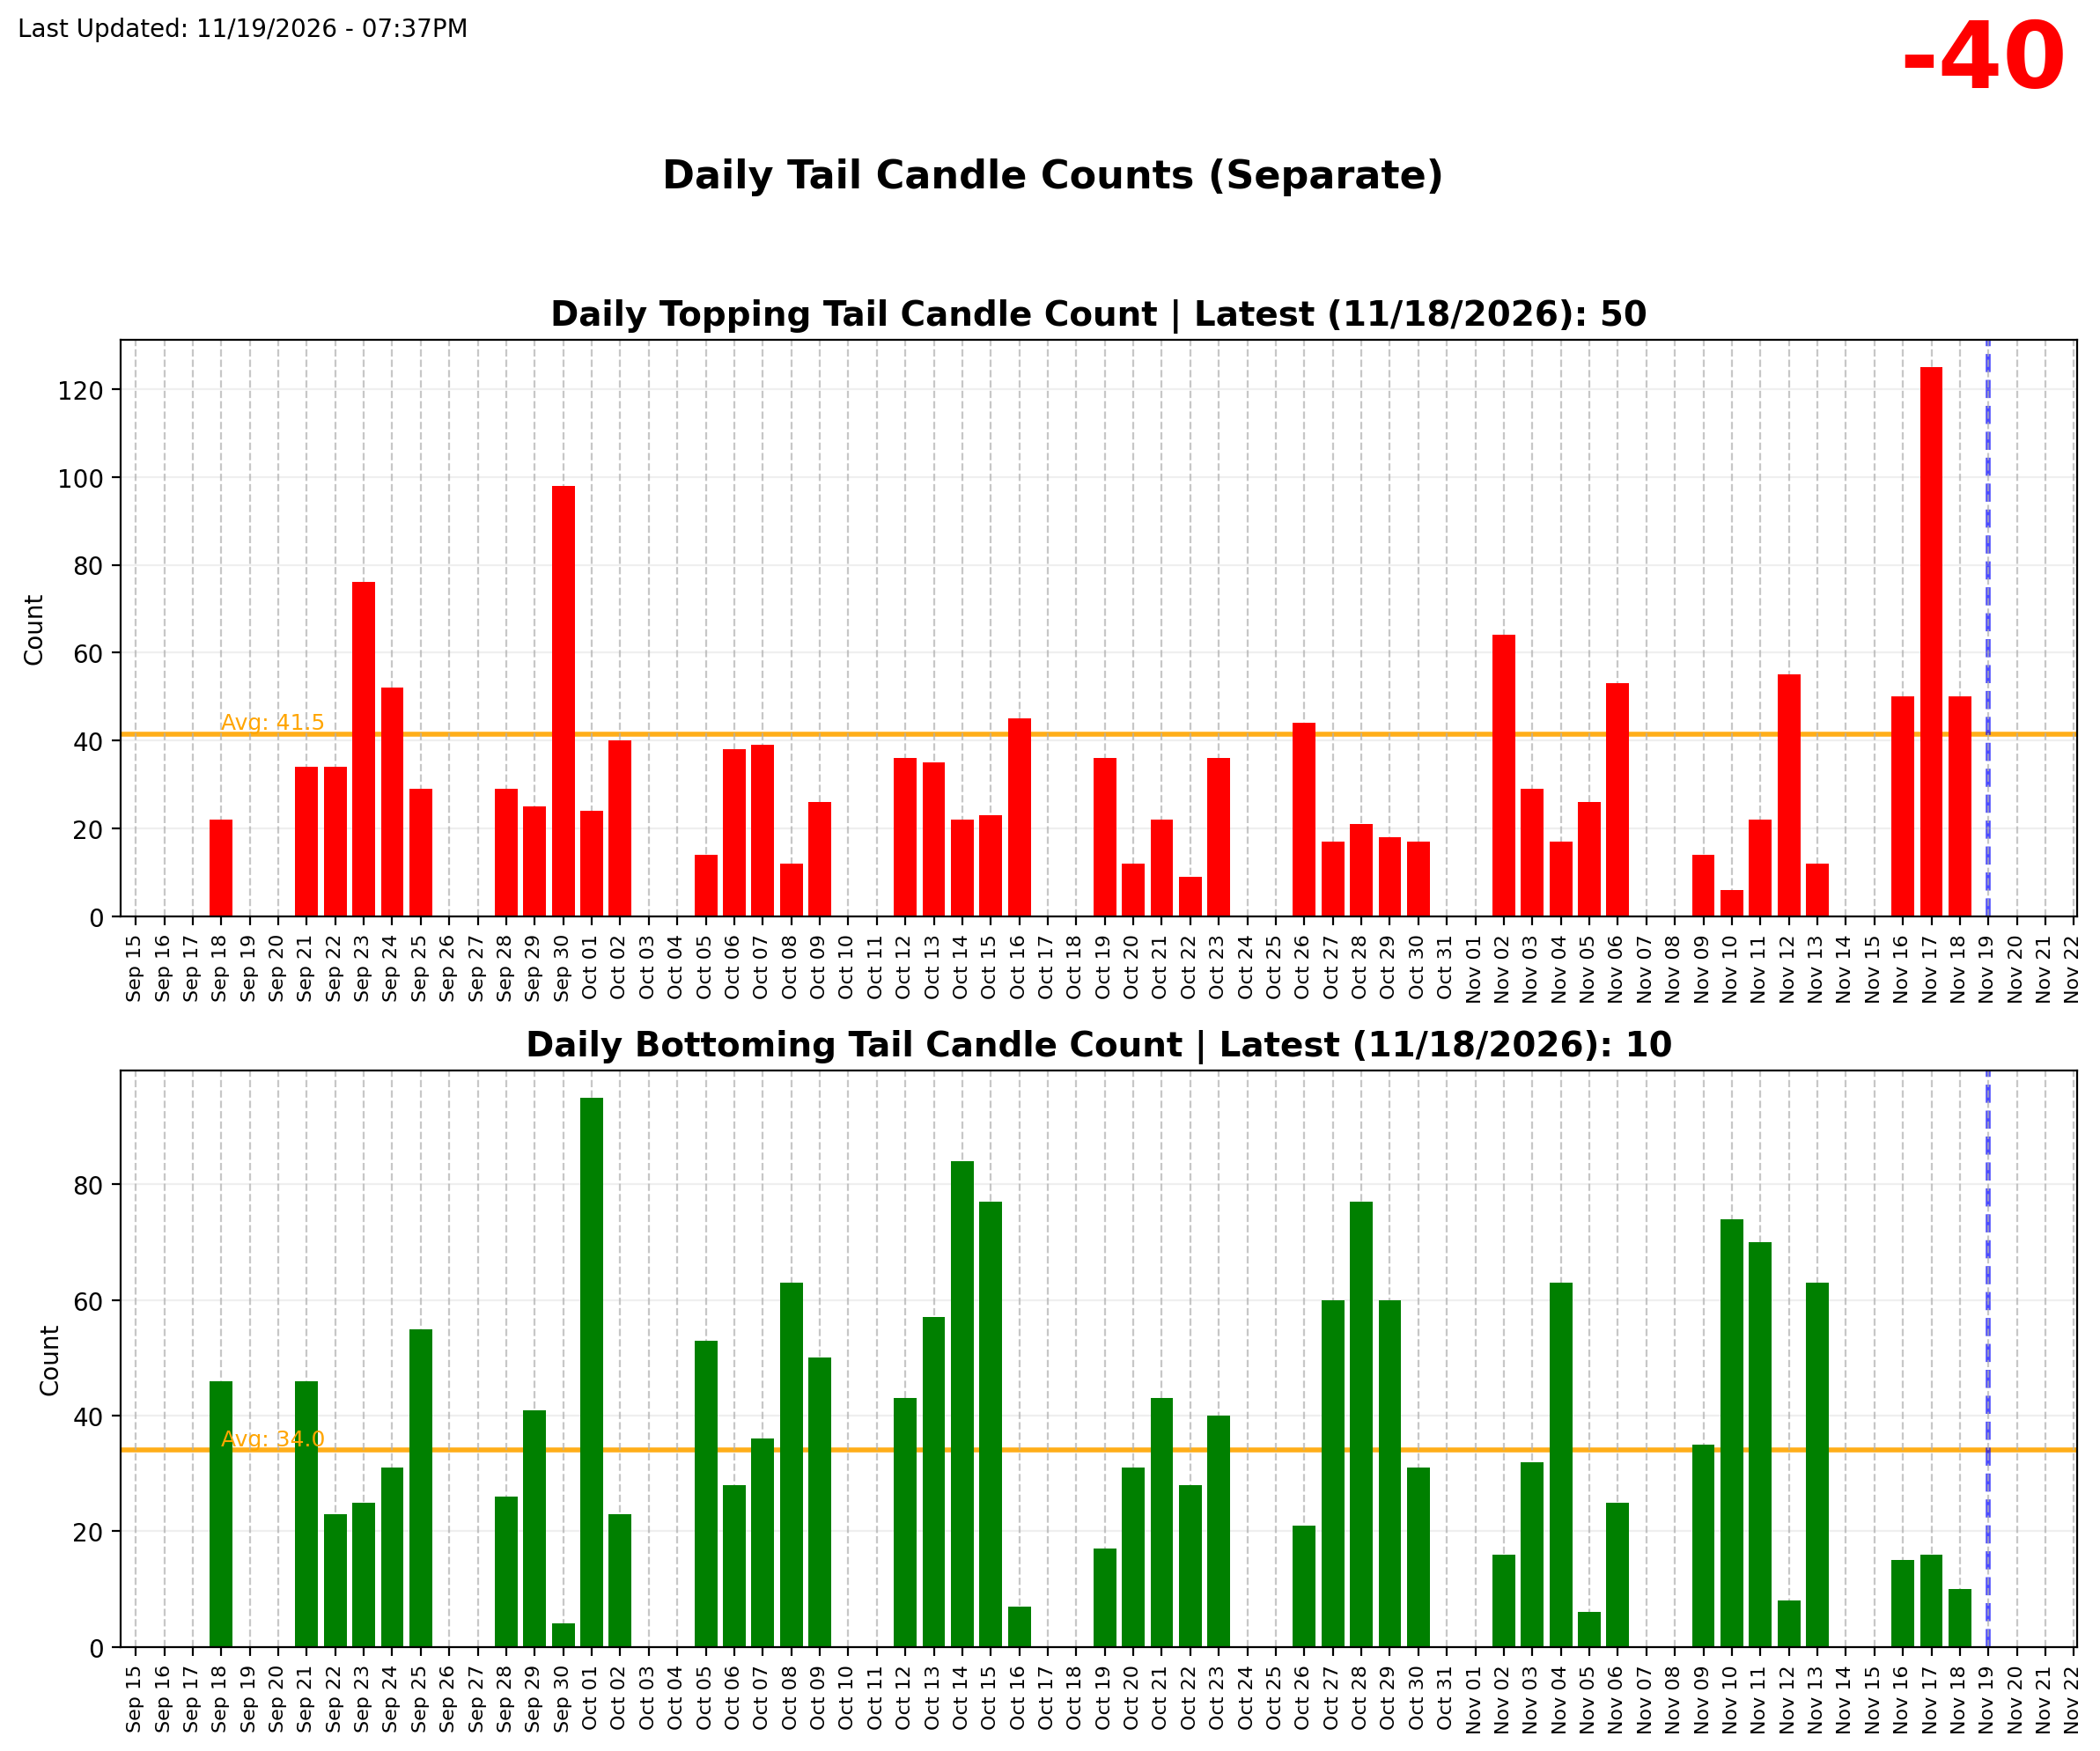 Last Updated: 11/19/2026 - 07:37PM
-40
Daily Tail Candle Counts (Separate)
Daily Topping Tail Candle Count | Latest (11/18/2026): 50
Count
120
100
80
60
40
20
0
Avg: 41.5
Sep 15
Sep 16
Sep 17
Sep 18
Sep 19
Sep 20
Sep 21
Sep 22
Sep 23
Sep 24
Sep 25
Sep 26
Sep 27
Sep 28
Sep 29
Sep 30
Oct 01
Oct 02
Oct 03
Oct 04
Oct 05
Oct 06
Oct 07
Oct 08
Oct 09
Oct 10
Oct 11
Oct 12
Oct 13
Oct 14
Oct 15
Oct 16
Oct 17
Oct 18
Oct 19
Oct 20
Oct 21
Oct 22
Oct 23
Oct 24
Oct 25
Oct 26
Oct 27
Oct 28
Oct 29
Oct 30
Oct 31
Nov 01
Nov 02
Nov 03
Nov 04
Nov 05
Nov 06
Nov 07
Nov 08
Nov 09
Nov 10
Nov 11
Nov 12
Nov 13
Nov 14
Nov 15
Nov 16
Nov 17
Nov 18
Nov 19
Nov 20
Nov 21
Nov 22
Daily Bottoming Tail Candle Count | Latest (11/18/2026): 10
Count
80
60
40
20
0
Avg: 34.0
Sep 15
Sep 16
Sep 17
Sep 18
Sep 19
Sep 20
Sep 21
Sep 22
Sep 23
Sep 24
Sep 25
Sep 26
Sep 27
Sep 28
Sep 29
Sep 30
Oct 01
Oct 02
Oct 03
Oct 04
Oct 05
Oct 06
Oct 07
Oct 08
Oct 09
Oct 10
Oct 11
Oct 12
Oct 13
Oct 14
Oct 15
Oct 16
Oct 17
Oct 18
Oct 19
Oct 20
Oct 21
Oct 22
Oct 23
Oct 24
Oct 25
Oct 26
Oct 27
Oct 28
Oct 29
Oct 30
Oct 31
Nov 01
Nov 02
Nov 03
Nov 04
Nov 05
Nov 06
Nov 07
Nov 08
Nov 09
Nov 10
Nov 11
Nov 12
Nov 13
Nov 14
Nov 15
Nov 16
Nov 17
Nov 18
Nov 19
Nov 20
Nov 21
Nov 22